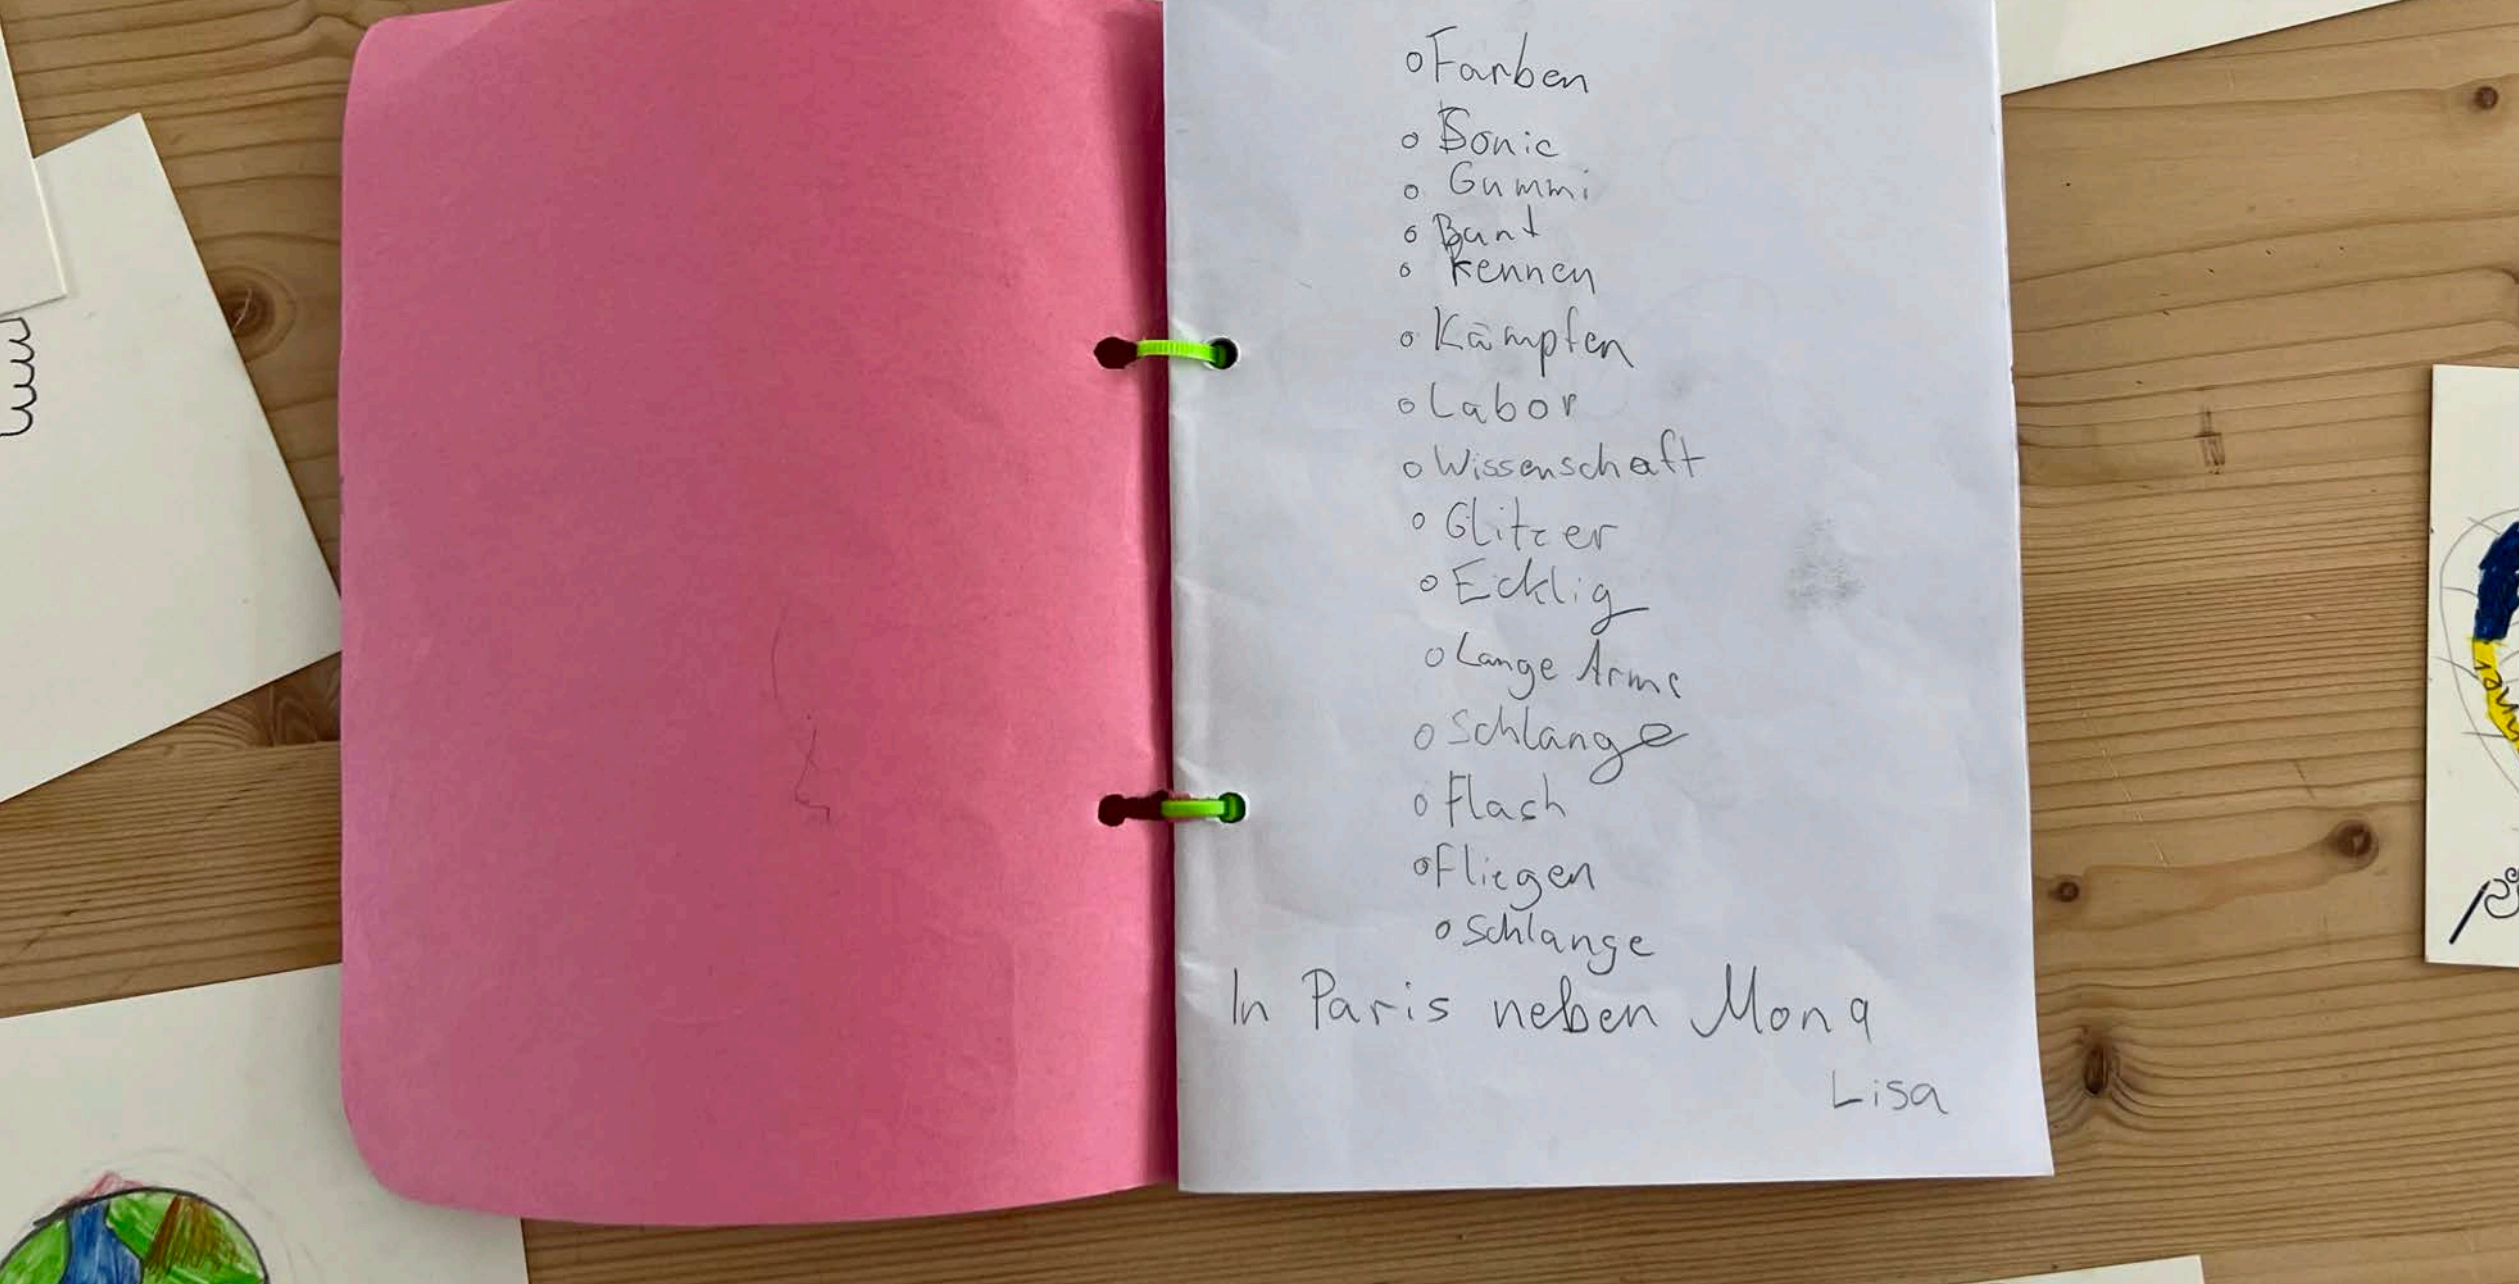 Farben
Sonic
Gummi
Bunt
kennen
Kämpfen
Labor
Wissenschaft
Glitzer
Ecklig
Lange Arme
Schlange
Flash
Fliegen
Schlange
In Paris neben Mona
Lisa